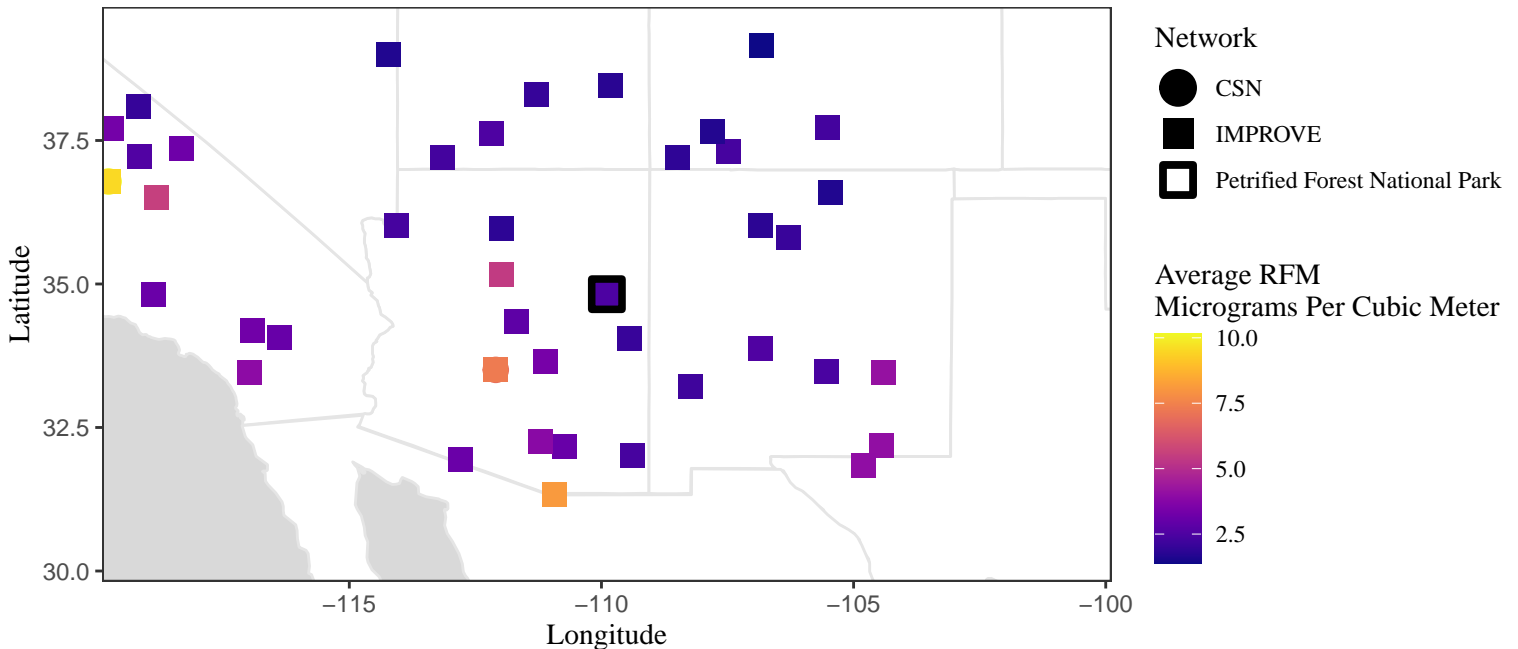 37.5
35.0
32.5
30.0
Latitude
−115
−110
−105
−100
Longitude
Network
CSN
IMPROVE
Petrified Forest National Park
Average RFM
Micrograms Per Cubic Meter
10.0
7.5
5.0
2.5